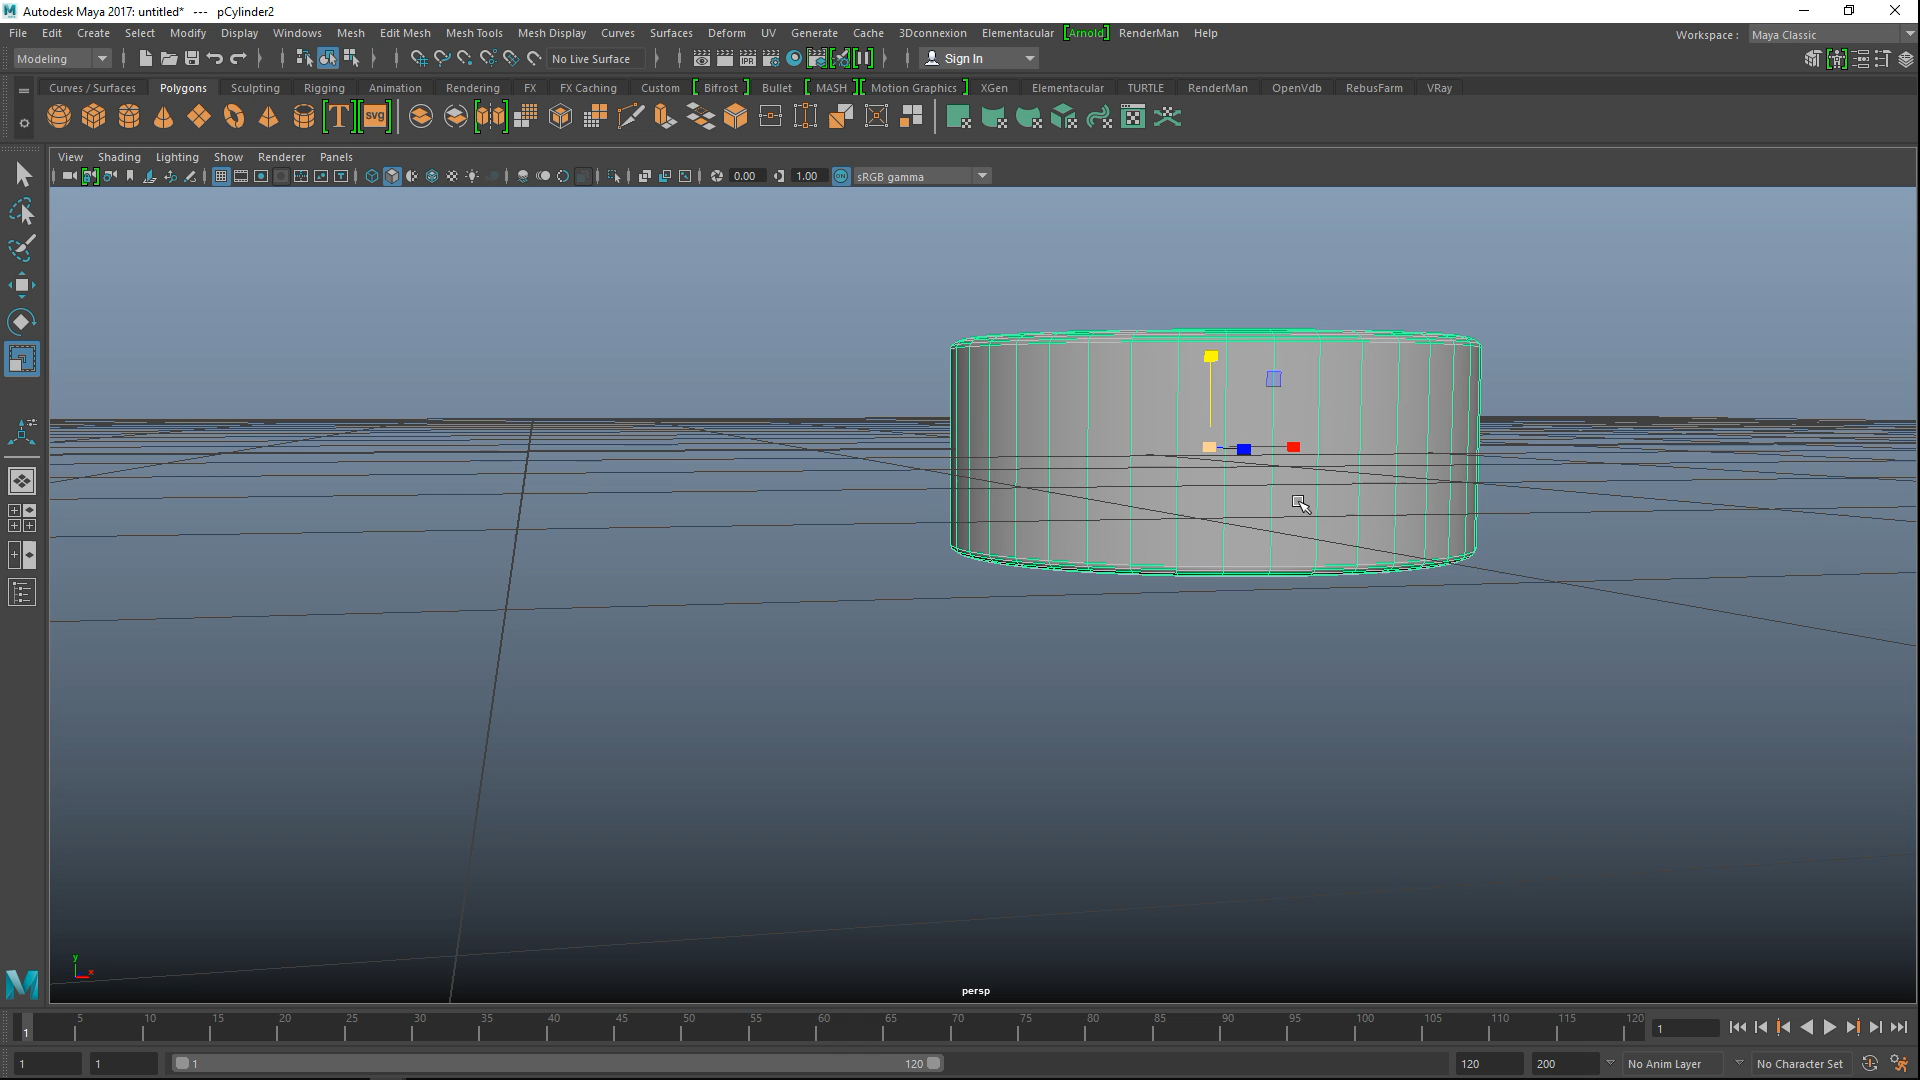 Autodesk Maya 2017: untitled* --- pCylinder2
File Edit Create Select Modify Display Windows Mesh Edit Mesh Mesh Tools Mesh Display Curves Surfaces Deform UV Generate Cache 3Dconnexion Elementacular [Arnold] RenderMan Help
Workspace : Maya Classic
Modeling No Live Surface IPR Sign In
Curves / Surfaces Polygons Sculpting Rigging Animation Rendering FX FX Caching Custom [ Bifrost ] Bullet [ MASH ] [ Motion Graphics ] XGen Elementacular TURTLE RenderMan OpenVdb RebusFarm VRay
T svg
View Shading Lighting Show Renderer Panels
0.00 1.00 ON sRGB gamma
y
x
persp
5 10 15 20 25 30 35 40 45 50 55 60 65 70 75 80 85 90 95 100 105 110 115 120
1 1
1 1 1 120 120 200 No Anim Layer No Character Set